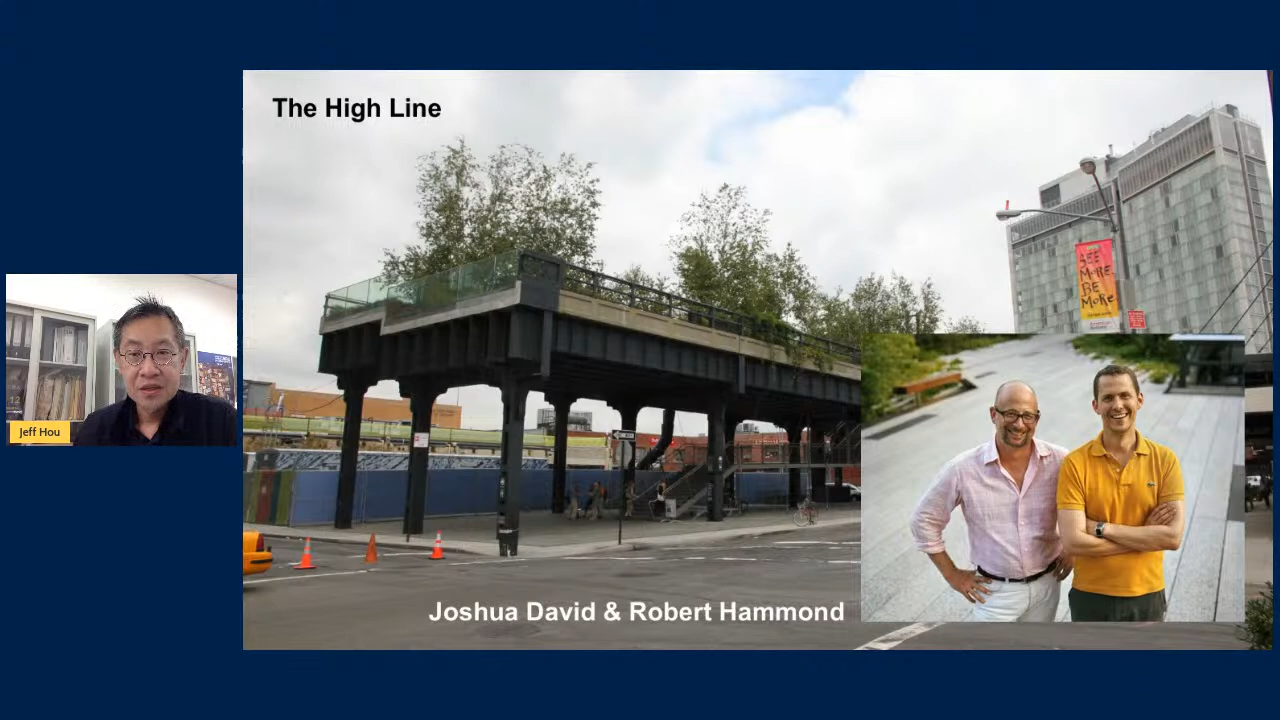 The High Line
SEE
MORE.
BE
MORE
Jeff Hou
Joshua David & Robert Hammond